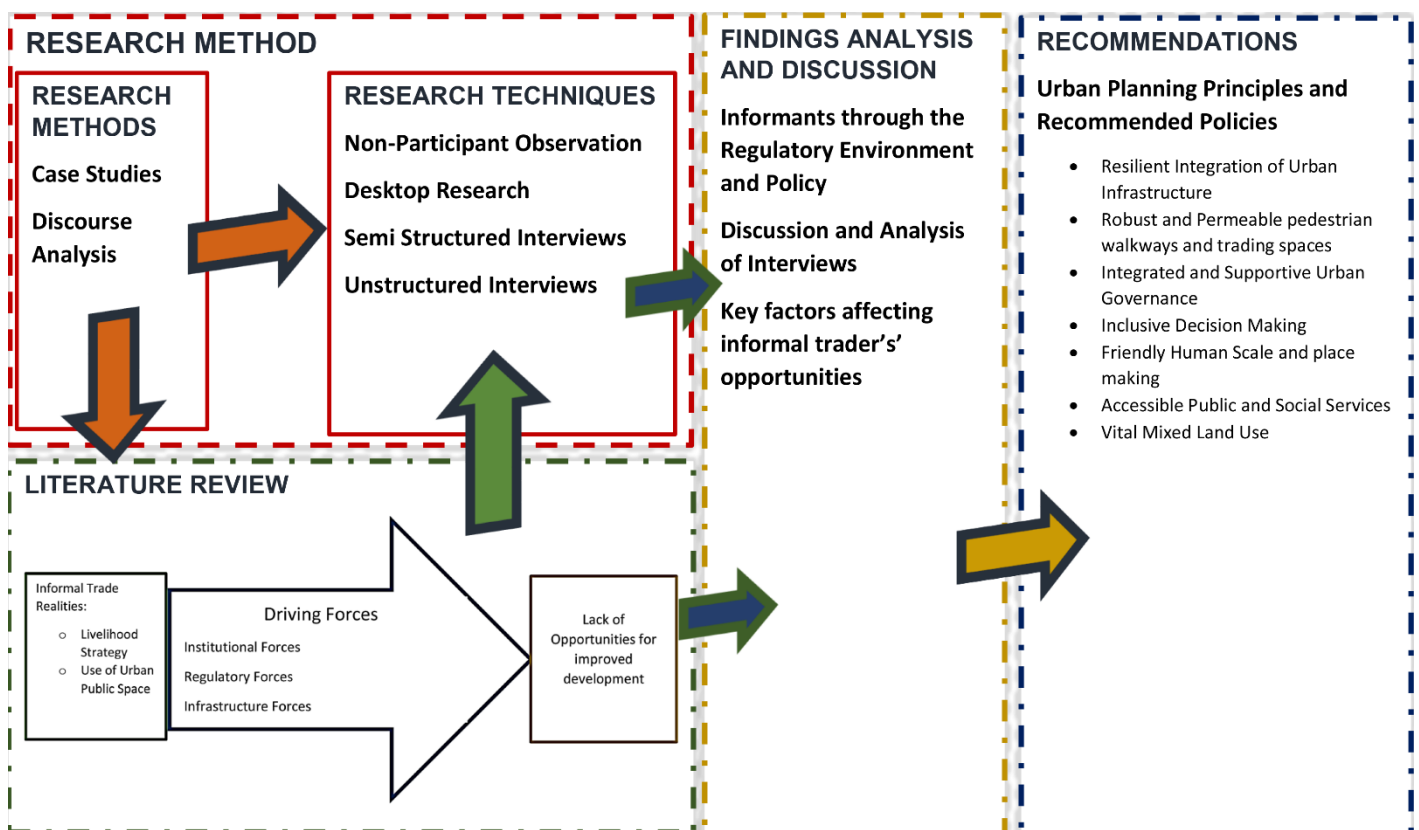 RESEARCH METHOD
RESEARCH
METHODS
Case Studies
Discourse
Analysis
RESEARCH TECHNIQUES
Non-Participant Observation
Desktop Research
Semi Structured Interviews
Unstructured Interviews
LITERATURE REVIEW
Informal Trade
Realities:
o Livelihood
Strategy
o Use of Urban
Public Space
Driving Forces
Institutional Forces
Regulatory Forces
Infrastructure Forces
Lack of
Opportunities for
improved
development
FINDINGS ANALYSIS
AND DISCUSSION
Informants through the
Regulatory Environment
and Policy
Discussion and Analysis
of Interviews
Key factors affecting
informal trader’s’
opportunities
RECOMMENDATIONS
Urban Planning Principles and
Recommended Policies
• Resilient Integration of Urban
Infrastructure
• Robust and Permeable pedestrian
walkways and trading spaces
• Integrated and Supportive Urban
Governance
• Inclusive Decision Making
• Friendly Human Scale and place
making
• Accessible Public and Social Services
• Vital Mixed Land Use